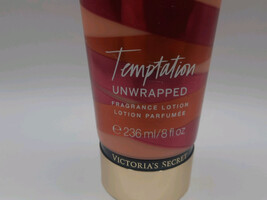 Temptation
UNWRAPPED
FRAGRANCE LOTION
LOTION PARFUMÉE
℮ 236 ml/8 fl oz
VICTORIA'S SECRET